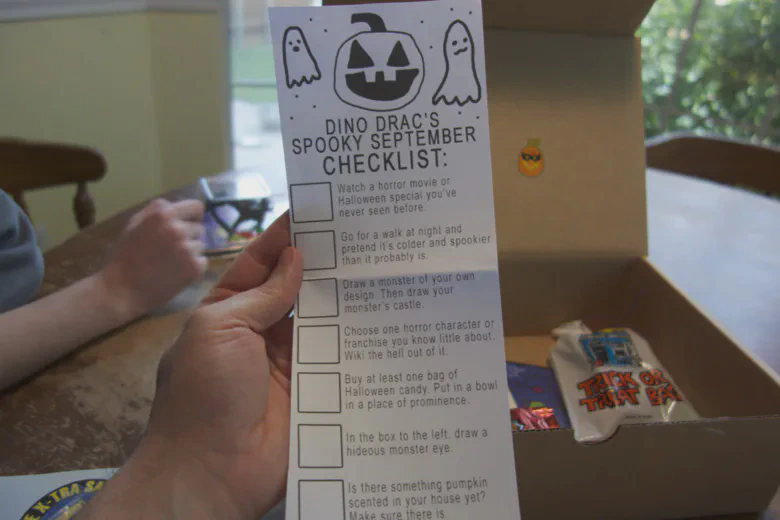 DINO DRAC'S
SPOOKY SEPTEMBER
CHECKLIST:
Watch a horror movie or
Halloween special you've
never seen before.
Go for a walk at night and
pretend it's colder and spookier
than it probably is.
Draw a monster of your own
design. Then draw your
monster's castle.
Choose one horror character or
franchise you know little about.
Wiki the hell out of it.
Buy at least one bag of
Halloween candy. Put in a bowl
in a place of prominence.
In the box to the left, draw a
hideous monster eye.
Is there something pumpkin
scented in your house yet?
Make sure there is.
TRICK OR
TREAT BAG
X-TRA